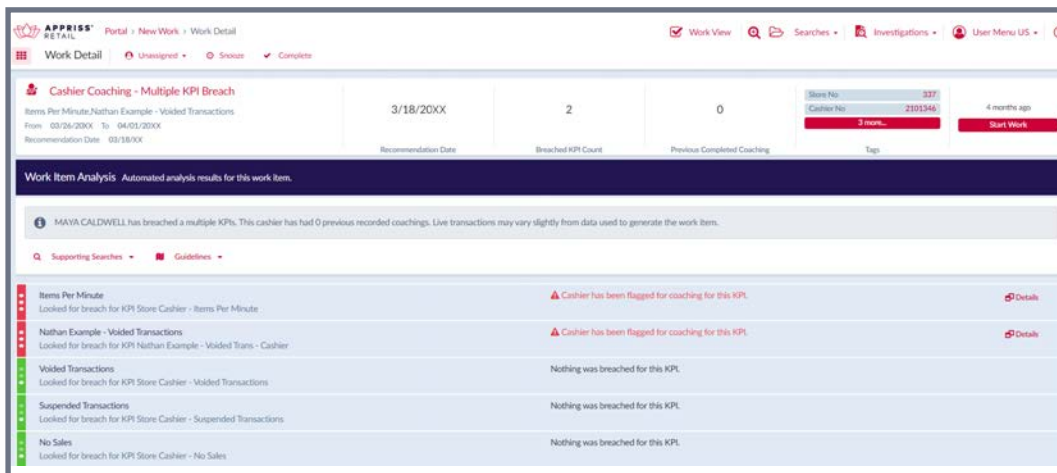 APPRISS®
RETAIL
Portal > New Work > Work Detail
Work View
Searches
Investigations
User Menu US
Work Detail
Unassigned
Snooze
Complete
Cashier Coaching - Multiple KPI Breach
Items Per Minute,Nathan Example - Voided Transactions
From 03/26/20XX To 04/01/20XX
Recommendation Date 03/18/XX
3/18/20XX
Recommendation Date
2
Breached KPI Count
0
Previous Completed Coaching
Store No 337
Cashier No 2101346
3 more...
Tags
4 months ago
Start Work
Work Item Analysis Automated analysis results for this work item.
MAYA CALDWELL has breached a multiple KPIs. This cashier has had 0 previous recorded coachings. Live transactions may vary slightly from data used to generate the work item.
Supporting Searches
Guidelines
Items Per Minute
Looked for breach for KPI Store Cashier - Items Per Minute
Cashier has been flagged for coaching for this KPI.
Details
Nathan Example - Voided Transactions
Looked for breach for KPI Nathan Example - Voided Trans - Cashier
Cashier has been flagged for coaching for this KPI.
Details
Voided Transactions
Looked for breach for KPI Store Cashier - Voided Transactions
Nothing was breached for this KPI.
Suspended Transactions
Looked for breach for KPI Store Cashier - Suspended Transactions
Nothing was breached for this KPI.
No Sales
Looked for breach for KPI Store Cashier - No Sales
Nothing was breached for this KPI.